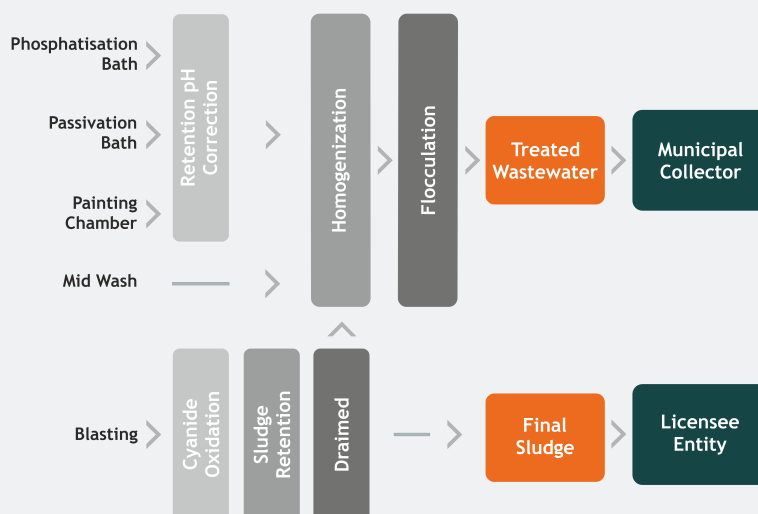 Phosphatisation
Bath
Passivation
Bath
Painting
Chamber
Mid Wash
Retention pH
Correction
Homogenization
Flocculation
Treated
Wastewater
Municipal
Collector
Blasting
Cyanide
Oxidation
Sludge
Retention
Draimed
Final
Sludge
Licensee
Entity